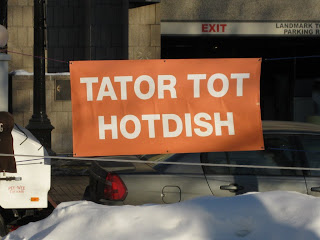 EXIT
LANDMARK
PARKING
TATOR TOT
HOTDISH